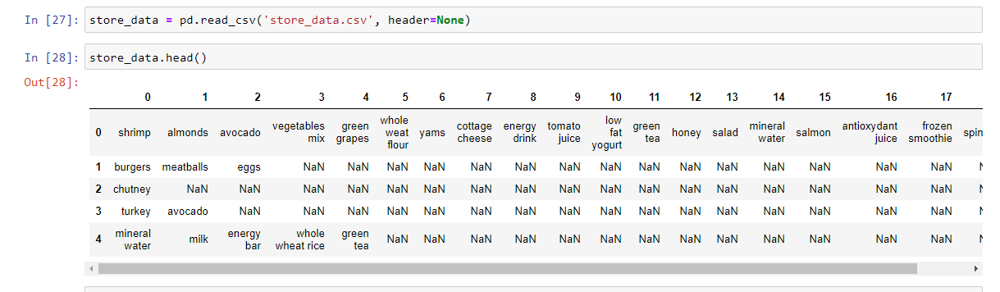 In [27]: store_data = pd.read_csv('store_data.csv', header=None)
In [28]: store_data.head()
Out[28]:
0 1 2 3 4 5 6 7 8 9 10 11 12 13 14 15 16 17
0 shrimp almonds avocado vegetables mix green grapes whole weat flour yams cottage cheese energy drink tomato juice low fat yogurt green tea honey salad mineral water salmon antioxydant juice frozen smoothie spin
1 burgers meatballs eggs NaN NaN NaN NaN NaN NaN NaN NaN NaN NaN NaN NaN NaN NaN NaN
2 chutney NaN NaN NaN NaN NaN NaN NaN NaN NaN NaN NaN NaN NaN NaN NaN NaN NaN
3 turkey avocado NaN NaN NaN NaN NaN NaN NaN NaN NaN NaN NaN NaN NaN NaN NaN NaN
4 mineral water milk energy bar whole wheat rice green tea NaN NaN NaN NaN NaN NaN NaN NaN NaN NaN NaN NaN NaN